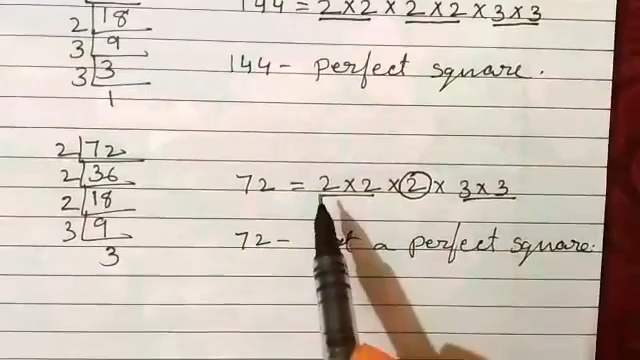 2 18
3 9
3 3
1
144 = 2×2 × 2×2 × 3×3
144 - perfect square.
2 72
2 36
2 18
3 9
3
72 = 2×2 × 2 × 3×3
72 - a perfect square.